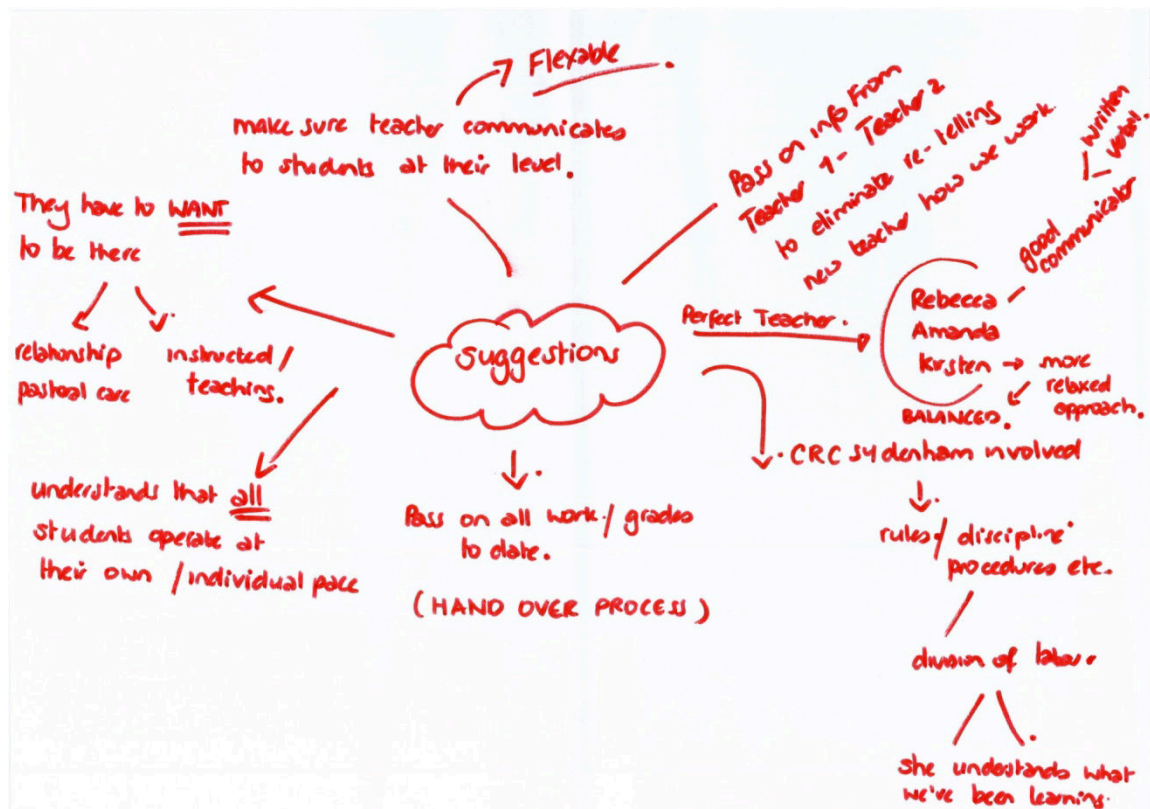 Flexable.
make sure teacher communicates
to students at their level.
Pass on info From
Teacher 1 - Teacher 2
to eliminate re-telling
new teacher how we work
written
verbal.
good
communicator
They have to WANT
to be there
relationship
pastoral care
instructed/
teaching.
suggestions
Perfect Teacher.
Rebecca
Amanda
Kirsten → more
relaxed
approach.
BALANCED.
understands that all
students operate at
their own / individual pace
Pass on all work / grades
to date.
(HAND OVER PROCESS)
CRC Sydenham involved
rules / discipline
procedures etc.
division of labour
she understands what
we've been learning.